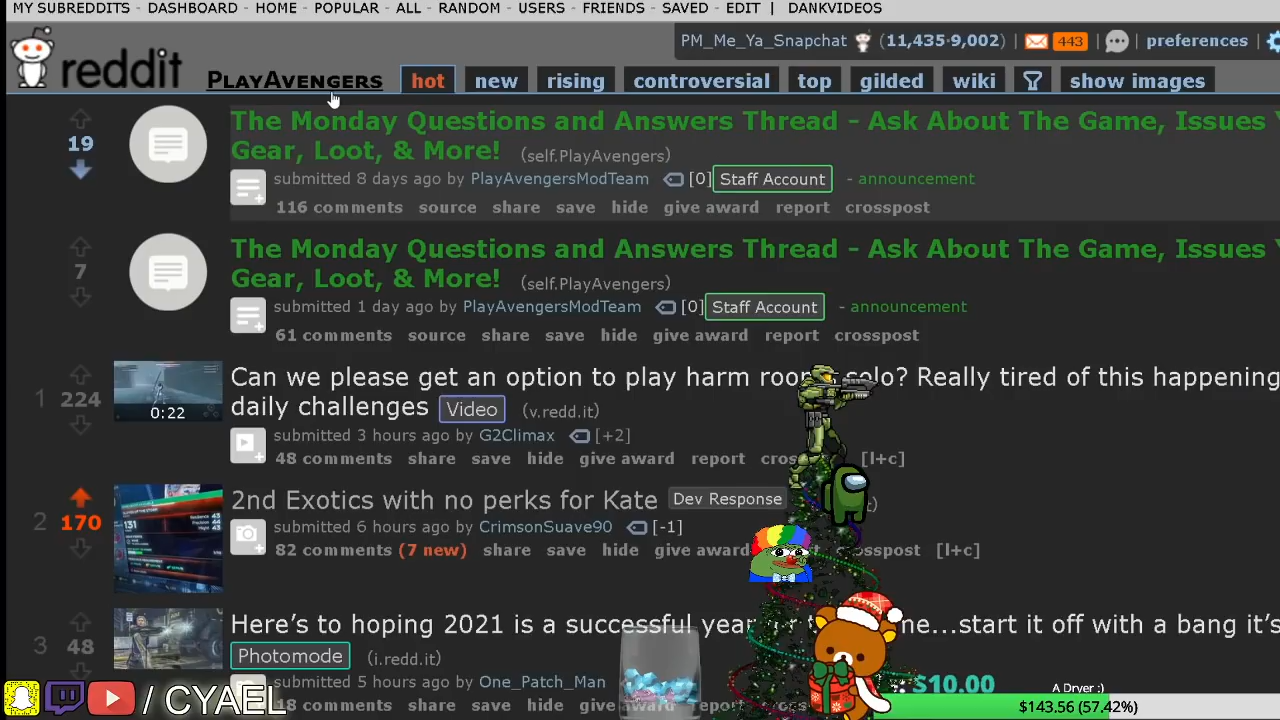 MY SUBREDDITS - DASHBOARD - HOME - POPULAR - ALL - RANDOM - USERS - FRIENDS - SAVED - EDIT | DANKVIDEOS
PM_Me_Ya_Snapchat (11,435·9,002) | 443 | | preferences |
reddit PLAYAVENGERS hot new rising controversial top gilded wiki show images
The Monday Questions and Answers Thread - Ask About The Game, Issues
19 Gear, Loot, & More! (self.PlayAvengers)
submitted 8 days ago by PlayAvengersModTeam [0] Staff Account - announcement
116 comments source share save hide give award report crosspost
The Monday Questions and Answers Thread - Ask About The Game, Issues
7 Gear, Loot, & More! (self.PlayAvengers)
submitted 1 day ago by PlayAvengersModTeam [0] Staff Account - announcement
61 comments source share save hide give award report crosspost
Can we please get an option to play harm room solo? Really tired of this happening
1 224 0:22 daily challenges Video (v.redd.it)
submitted 3 hours ago by G2Climax [+2]
48 comments share save hide give award report cros [l+c]
2nd Exotics with no perks for Kate Dev Response
2 170 131 submitted 6 hours ago by CrimsonSuave90 [-1]
82 comments (7 new) share sa e hide give award sspost [l+c]
Here's to hoping 2021 is a successful year ne...start it off with a bang it's
3 48 Photomode (i.redd.it)
submitted 5 hours ago by One_Patch_Man
18 comments share save hide give award
/ CYAEL $10.00 A Dryer :)
$143.56 (57.42%)